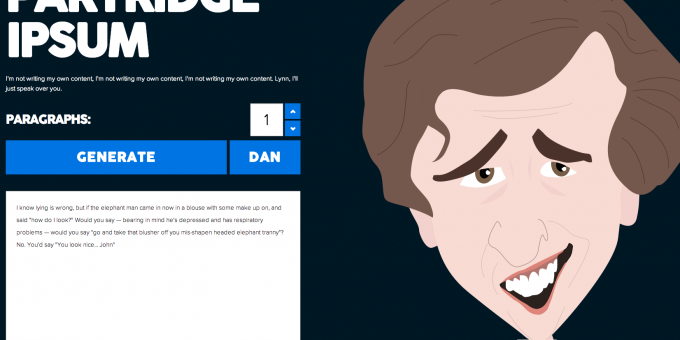 PARTRIDGE
IPSUM
I'm not writing my own content, I'm not writing my own content, I'm not writing my own content. Lynn, I'll
just speak over you.
PARAGRAPHS:
1
GENERATE
DAN
I know lying is wrong, but if the elephant man came in now in a blouse with some make up on, and
said "how do I look?" Would you say — bearing in mind he's depressed and has respiratory
problems — would you say "go and take that blusher off you mis-shapen headed elephant tranny"?
No. You'd say "You look nice... John"